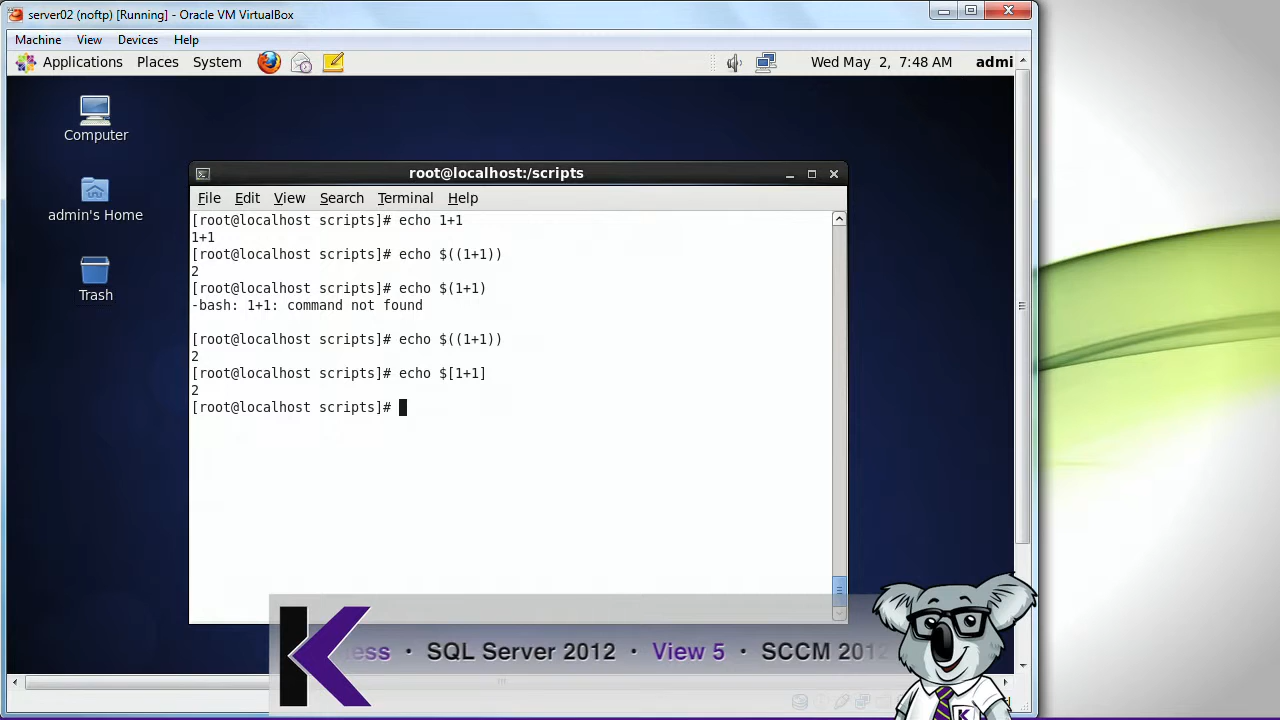 server02 (noftp) [Running] - Oracle VM VirtualBox
Machine View Devices Help
Applications Places System Wed May 2, 7:48 AM admi
Computer
admin's Home
Trash
root@localhost:/scripts
File Edit View Search Terminal Help
[root@localhost scripts]# echo 1+1
1+1
[root@localhost scripts]# echo $((1+1))
2
[root@localhost scripts]# echo $(1+1)
-bash: 1+1: command not found
[root@localhost scripts]# echo $((1+1))
2
[root@localhost scripts]# echo $[1+1]
2
[root@localhost scripts]#
K ess • SQL Server 2012 • View 5 • SCCM 2012
K